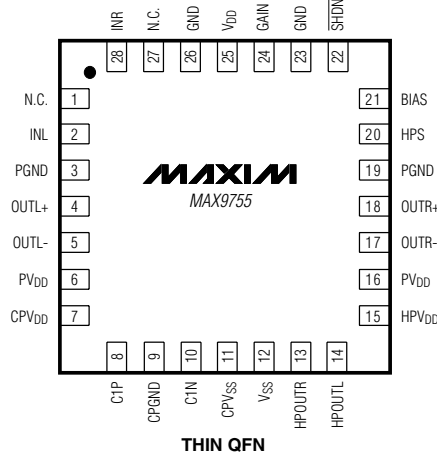 INR
N.C.
GND
VDD
GAIN
GND
SHDN
28
27
26
25
24
23
22
N.C. 1
INL 2
PGND 3
OUTL+ 4
OUTL- 5
PVDD 6
CPVDD 7
MAXIM
MAX9755
21 BIAS
20 HPS
19 PGND
18 OUTR+
17 OUTR-
16 PVDD
15 HPVDD
8
9
10
11
12
13
14
C1P
CPGND
C1N
CPVSS
VSS
HPOUTR
HPOUTL
THIN QFN